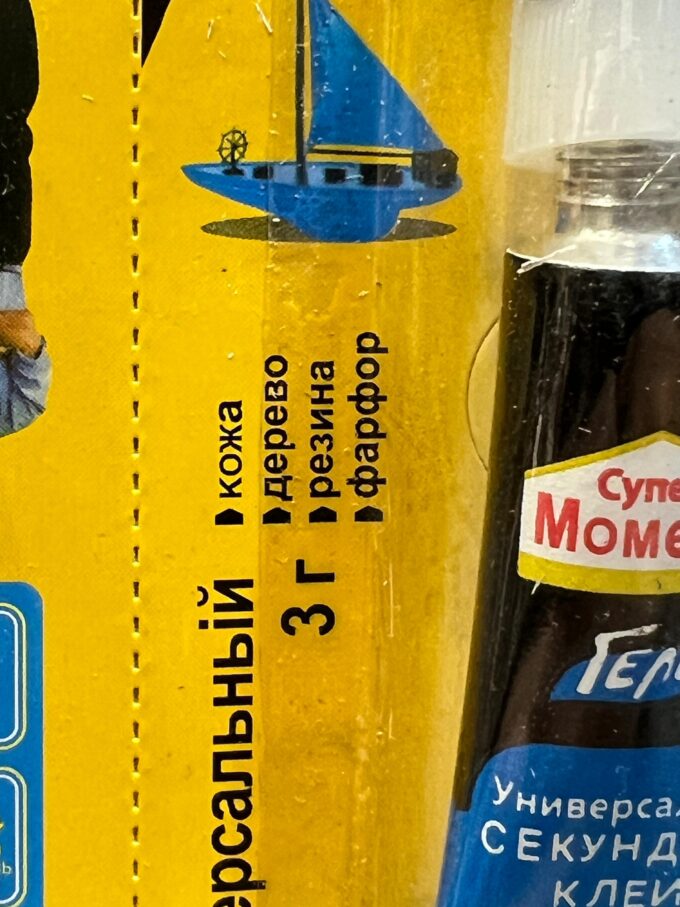 ерсальный
3 г
кожа
дерево
резина
фарфор
Супе
Моме
Гел
Универса
СЕКУНД
КЛЕЙ